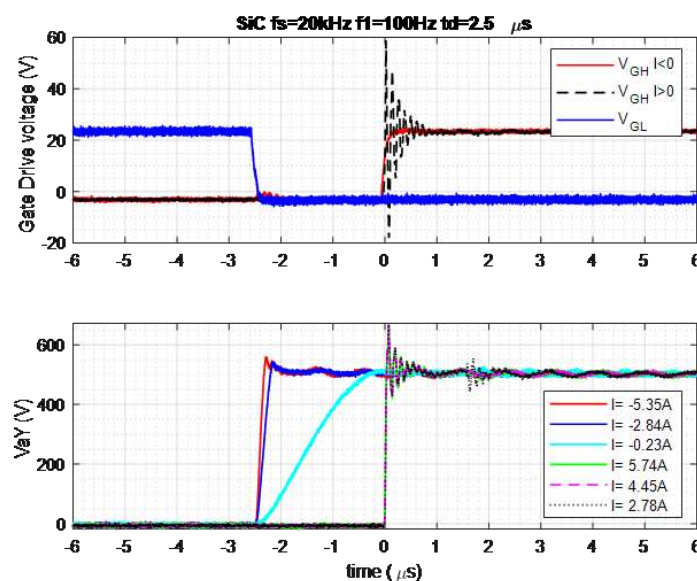 SiC fs=20kHz f1=100Hz td=2.5 μs
Gate Drive voltage (V)
60
40
20
0
-20
V_GH I<0
V_GH I>0
V_GL
-6 -5 -4 -3 -2 -1 0 1 2 3 4 5 6
VaY (V)
600
400
200
0
I= -5.35A
I= -2.84A
I= -0.23A
I= 5.74A
I= 4.45A
I= 2.78A
-6 -5 -4 -3 -2 -1 0 1 2 3 4 5 6
time ( μs)